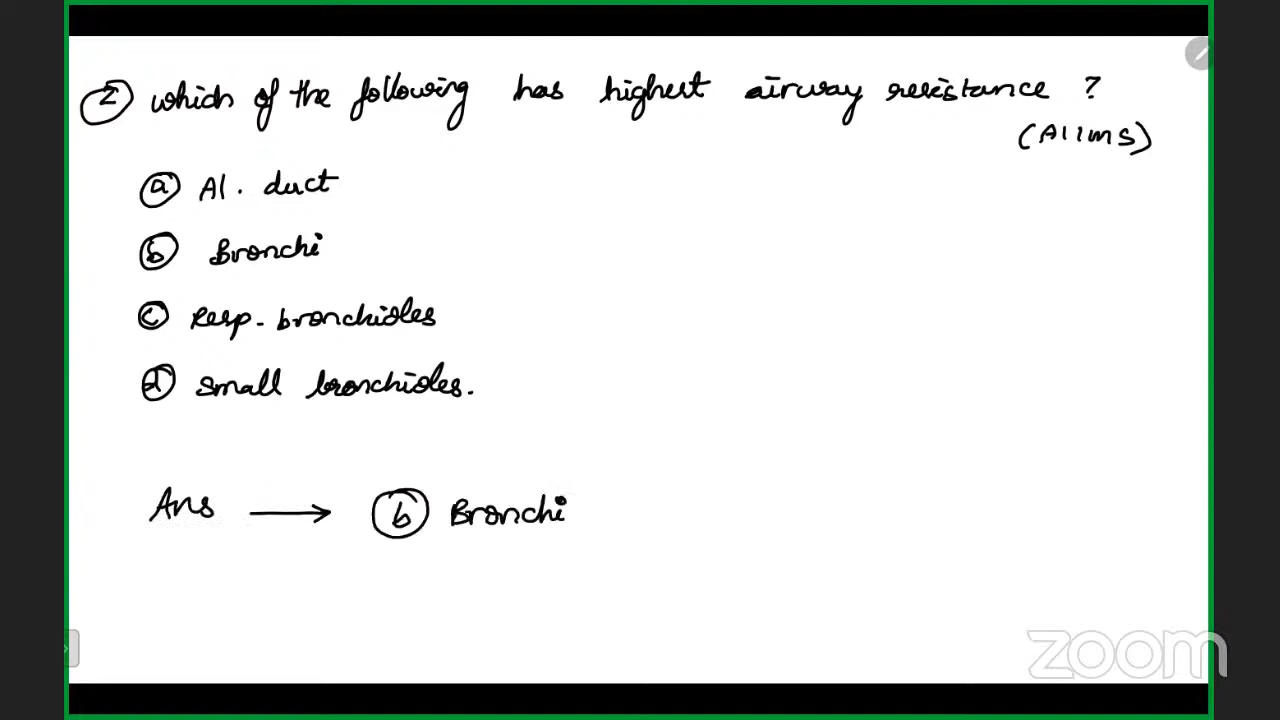 2 which of the following has highest airway resistance ?
(AIIMS)
a Al. duct
b Bronchi
c Resp. bronchioles
d small bronchioles.
Ans → b Bronchi
zoom